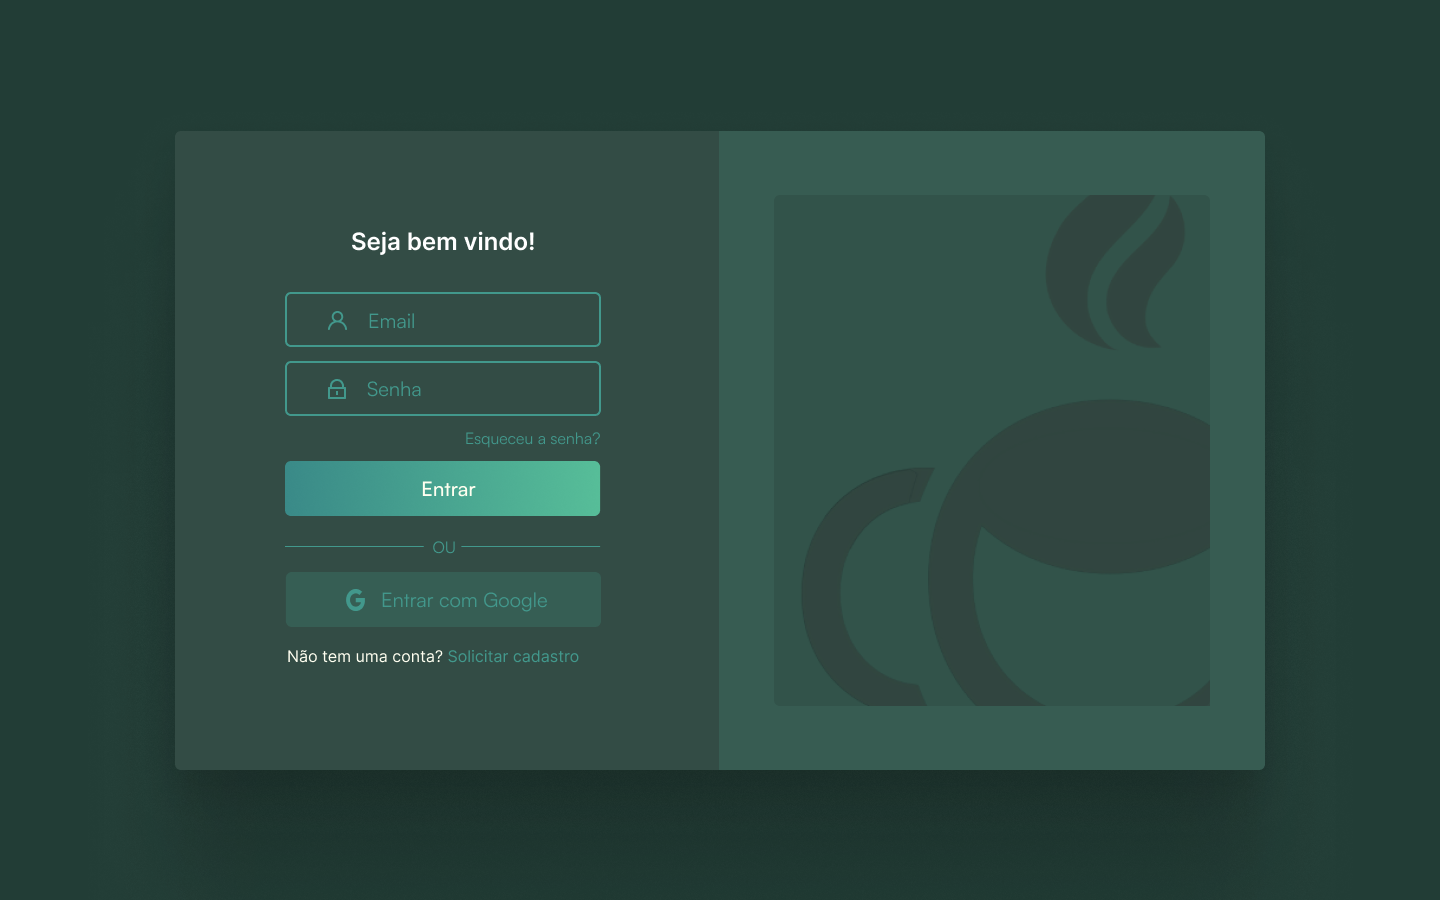 Seja bem vindo!
Email
Senha
Esqueceu a senha?
Entrar
OU
Entrar com Google
Não tem uma conta? Solicitar cadastro